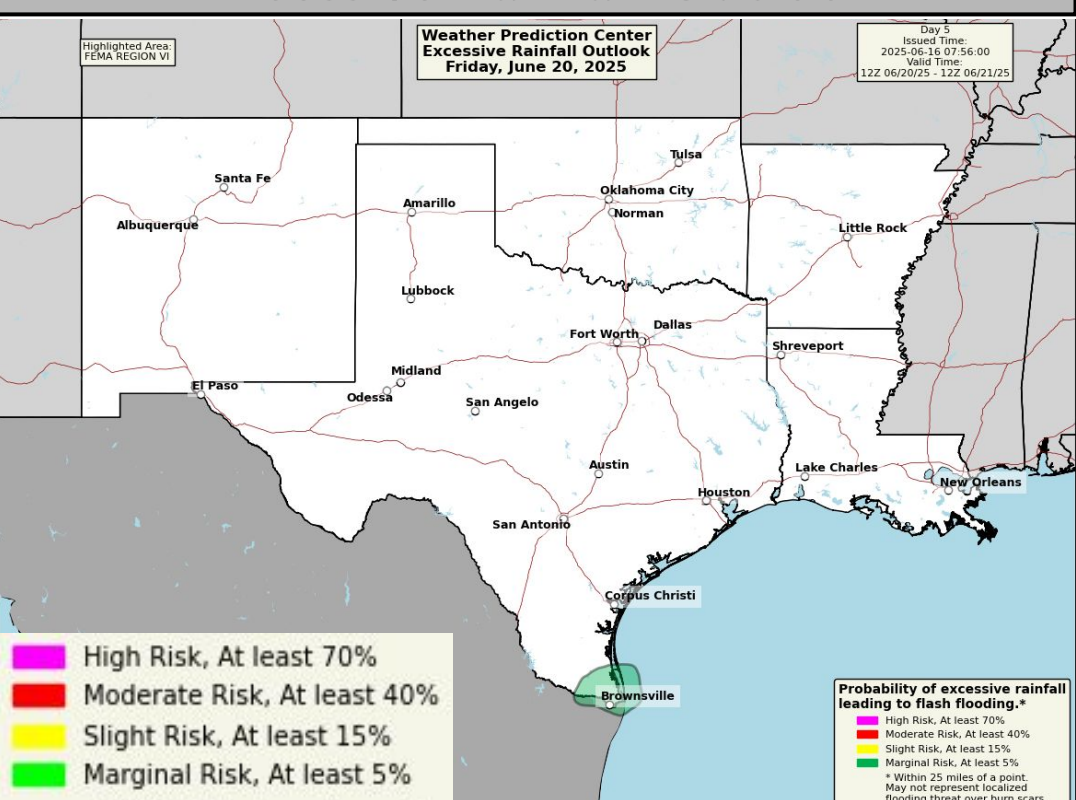 Highlighted Area:
FEMA REGION VI
Weather Prediction Center
Excessive Rainfall Outlook
Friday, June 20, 2025
Day 5
Issued Time:
2025-06-16 07:56:00
Valid Time:
12Z 06/20/25 - 12Z 06/21/25
Tulsa
Santa Fe
Oklahoma City
Amarillo
Norman
Albuquerque
Little Rock
Lubbock
Dallas
Fort Worth
Shreveport
Midland
El Paso
Odessa
San Angelo
Austin
Lake Charles
New Orleans
Houston
San Antonio
Corpus Christi
Brownsville
High Risk, At least 70%
Moderate Risk, At least 40%
Slight Risk, At least 15%
Marginal Risk, At least 5%
Probability of excessive rainfall
leading to flash flooding.*
High Risk, At least 70%
Moderate Risk, At least 40%
Slight Risk, At least 15%
Marginal Risk, At least 5%
* Within 25 miles of a point.
May not represent localized
flooding threat over burn scars